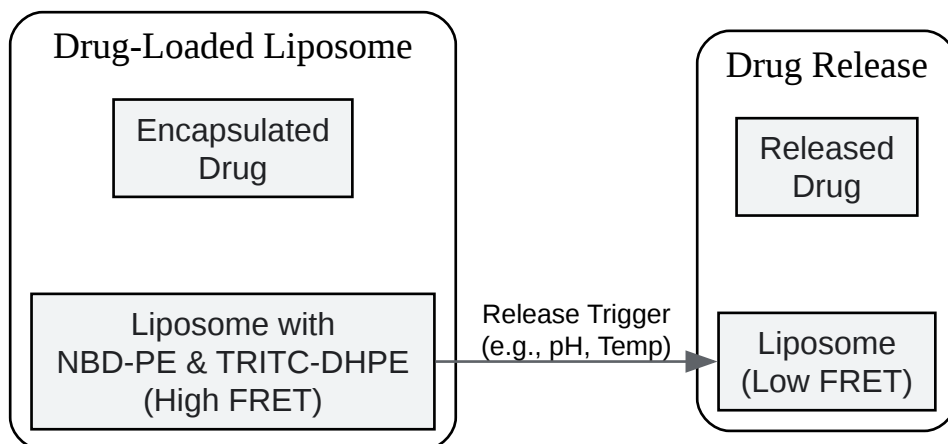 Drug-Loaded Liposome
Encapsulated
Drug
Liposome with
NBD-PE & TRITC-DHPE
(High FRET)
Release Trigger
(e.g., pH, Temp)
Drug Release
Released
Drug
Liposome
(Low FRET)